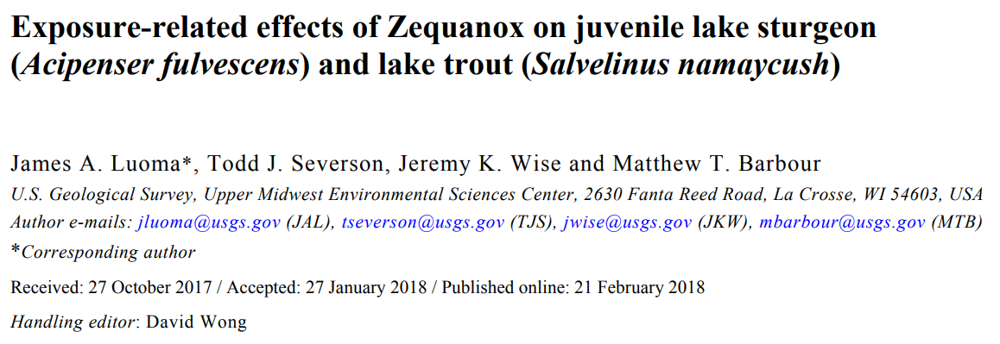 Exposure-related effects of Zequanox on juvenile lake sturgeon
(Acipenser fulvescens) and lake trout (Salvelinus namaycush)
James A. Luoma*, Todd J. Severson, Jeremy K. Wise and Matthew T. Barbour
U.S. Geological Survey, Upper Midwest Environmental Sciences Center, 2630 Fanta Reed Road, La Crosse, WI 54603, USA
Author e-mails: jluoma@usgs.gov (JAL), tseverson@usgs.gov (TJS), jwise@usgs.gov (JKW), mbarbour@usgs.gov (MTB)
*Corresponding author
Received: 27 October 2017 / Accepted: 27 January 2018 / Published online: 21 February 2018
Handling editor: David Wong